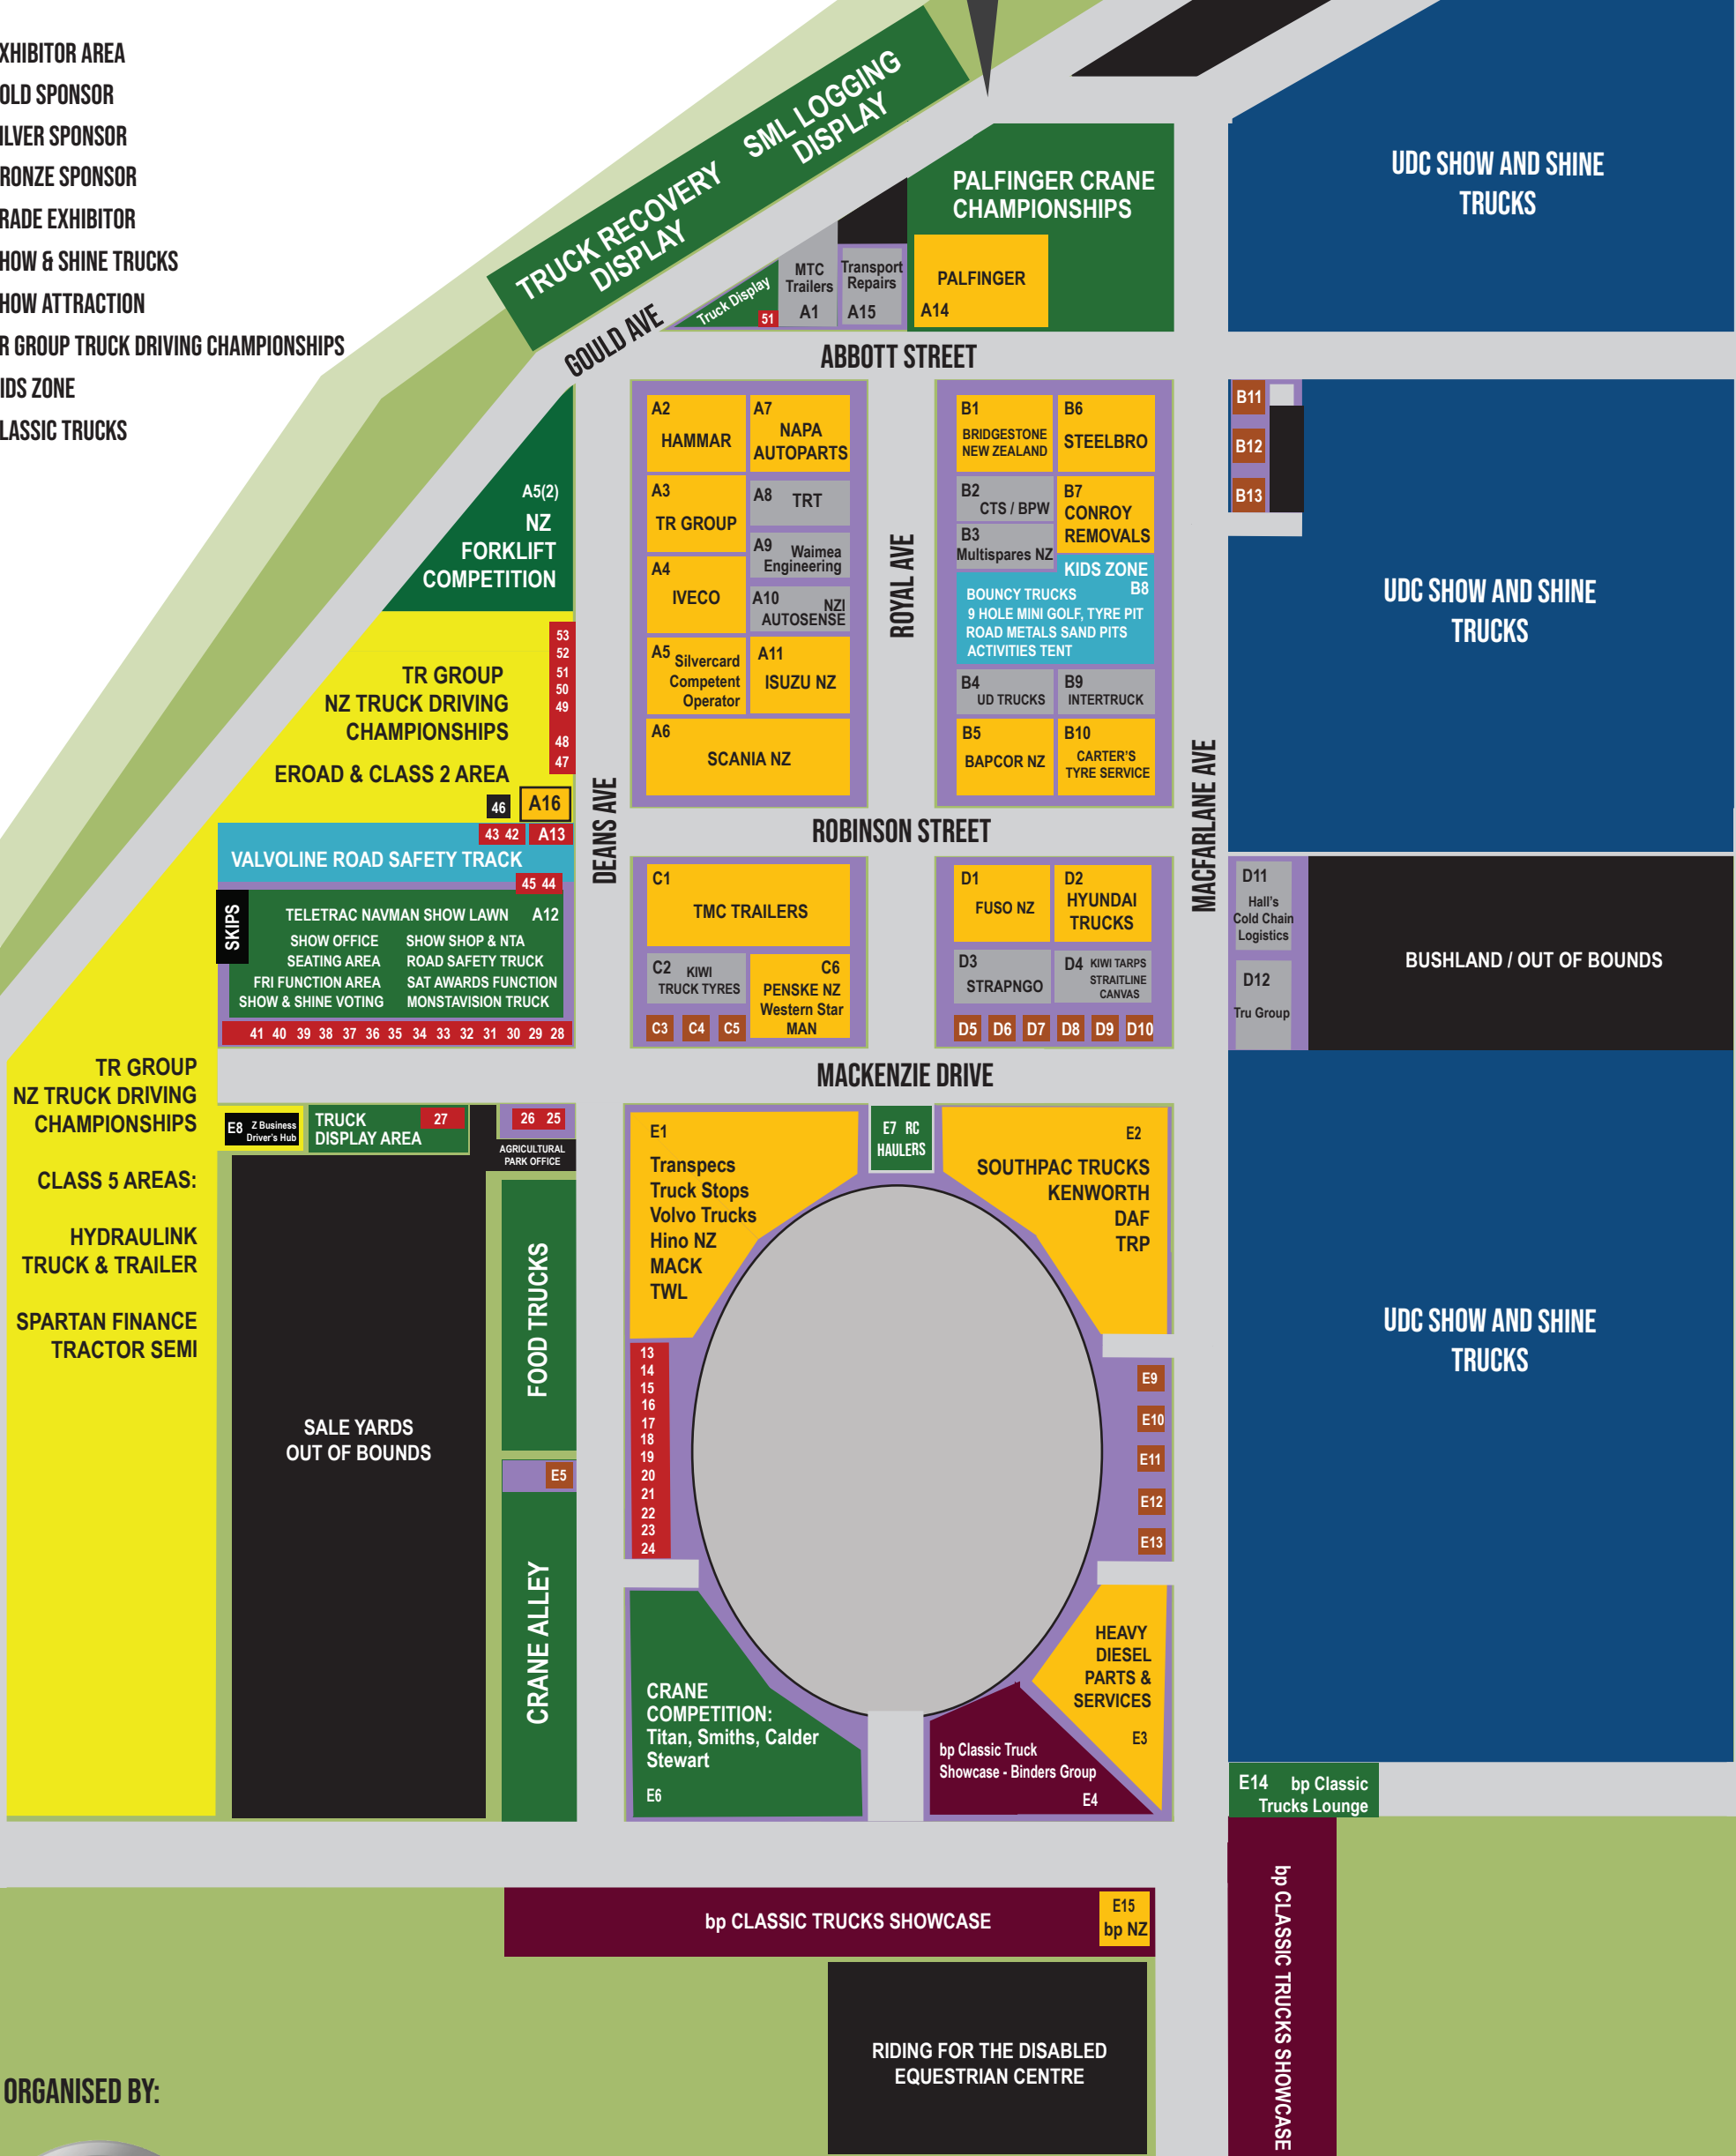 XHIBITOR AREA
OLD SPONSOR
ILVER SPONSOR
RONZE SPONSOR
RADE EXHIBITOR
HOW & SHINE TRUCKS
HOW ATTRACTION
R GROUP TRUCK DRIVING CHAMPIONSHIPS
IDS ZONE
LASSIC TRUCKS
SML LOGGING
DISPLAY
TRUCK RECOVERY
DISPLAY
PALFINGER CRANE
CHAMPIONSHIPS
UDC SHOW AND SHINE
TRUCKS
Truck Display
51
MTC
Trailers
A1
Transport
Repairs
A15
PALFINGER
A14
GOULD AVE
ABBOTT STREET
A5(2)
NZ
FORKLIFT
COMPETITION
A2
HAMMAR
A7
NAPA
AUTOPARTS
A3
TR GROUP
A8 TRT
A9 Waimea
Engineering
A4
IVECO
A10 NZI
AUTOSENSE
A5 Silvercard
Competent
Operator
A11
ISUZU NZ
A6
SCANIA NZ
ROYAL AVE
B1
BRIDGESTONE
NEW ZEALAND
B6
STEELBRO
B2
CTS / BPW
B7
CONROY
REMOVALS
B3
Multispares NZ
KIDS ZONE
B8
BOUNCY TRUCKS
9 HOLE MINI GOLF, TYRE PIT
ROAD METALS SAND PITS
ACTIVITIES TENT
B4
UD TRUCKS
B9
INTERTRUCK
B5
BAPCOR NZ
B10
CARTER'S
TYRE SERVICE
B11
B12
B13
UDC SHOW AND SHINE
TRUCKS
53
52
51
50
49
48
47
TR GROUP
NZ TRUCK DRIVING
CHAMPIONSHIPS
EROAD & CLASS 2 AREA
46
A16
43 42
A13
VALVOLINE ROAD SAFETY TRACK
45 44
DEANS AVE
ROBINSON STREET
MACFARLANE AVE
SKIPS
TELETRAC NAVMAN SHOW LAWN A12
SHOW OFFICE SHOW SHOP & NTA
SEATING AREA ROAD SAFETY TRUCK
FRI FUNCTION AREA SAT AWARDS FUNCTION
SHOW & SHINE VOTING MONSTAVISION TRUCK
41 40 39 38 37 36 35 34 33 32 31 30 29 28
C1
TMC TRAILERS
C2 KIWI
TRUCK TYRES
C6
PENSKE NZ
Western Star
MAN
C3 C4 C5
D1
FUSO NZ
D2
HYUNDAI
TRUCKS
D3
STRAPNGO
D4 KIWI TARPS
STRAITLINE
CANVAS
D5 D6 D7 D8 D9 D10
D11
Hall's
Cold Chain
Logistics
D12
Tru Group
BUSHLAND / OUT OF BOUNDS
MACKENZIE DRIVE
TR GROUP
NZ TRUCK DRIVING
CHAMPIONSHIPS
CLASS 5 AREAS:
HYDRAULINK
TRUCK & TRAILER
SPARTAN FINANCE
TRACTOR SEMI
E8 Z Business
Driver's Hub
TRUCK
DISPLAY AREA
27
26 25
AGRICULTURAL
PARK OFFICE
SALE YARDS
OUT OF BOUNDS
FOOD TRUCKS
E5
CRANE ALLEY
E1
Transpecs
Truck Stops
Volvo Trucks
Hino NZ
MACK
TWL
E7 RC
HAULERS
E2
SOUTHPAC TRUCKS
KENWORTH
DAF
TRP
13
14
15
16
17
18
19
20
21
22
23
24
E9
E10
E11
E12
E13
UDC SHOW AND SHINE
TRUCKS
CRANE
COMPETITION:
Titan, Smiths, Calder
Stewart
E6
HEAVY
DIESEL
PARTS &
SERVICES
E3
bp Classic Truck
Showcase - Binders Group
E4
E14 bp Classic
Trucks Lounge
bp CLASSIC TRUCKS SHOWCASE
E15
bp NZ
bp CLASSIC TRUCKS SHOWCASE
RIDING FOR THE DISABLED
EQUESTRIAN CENTRE
ORGANISED BY: